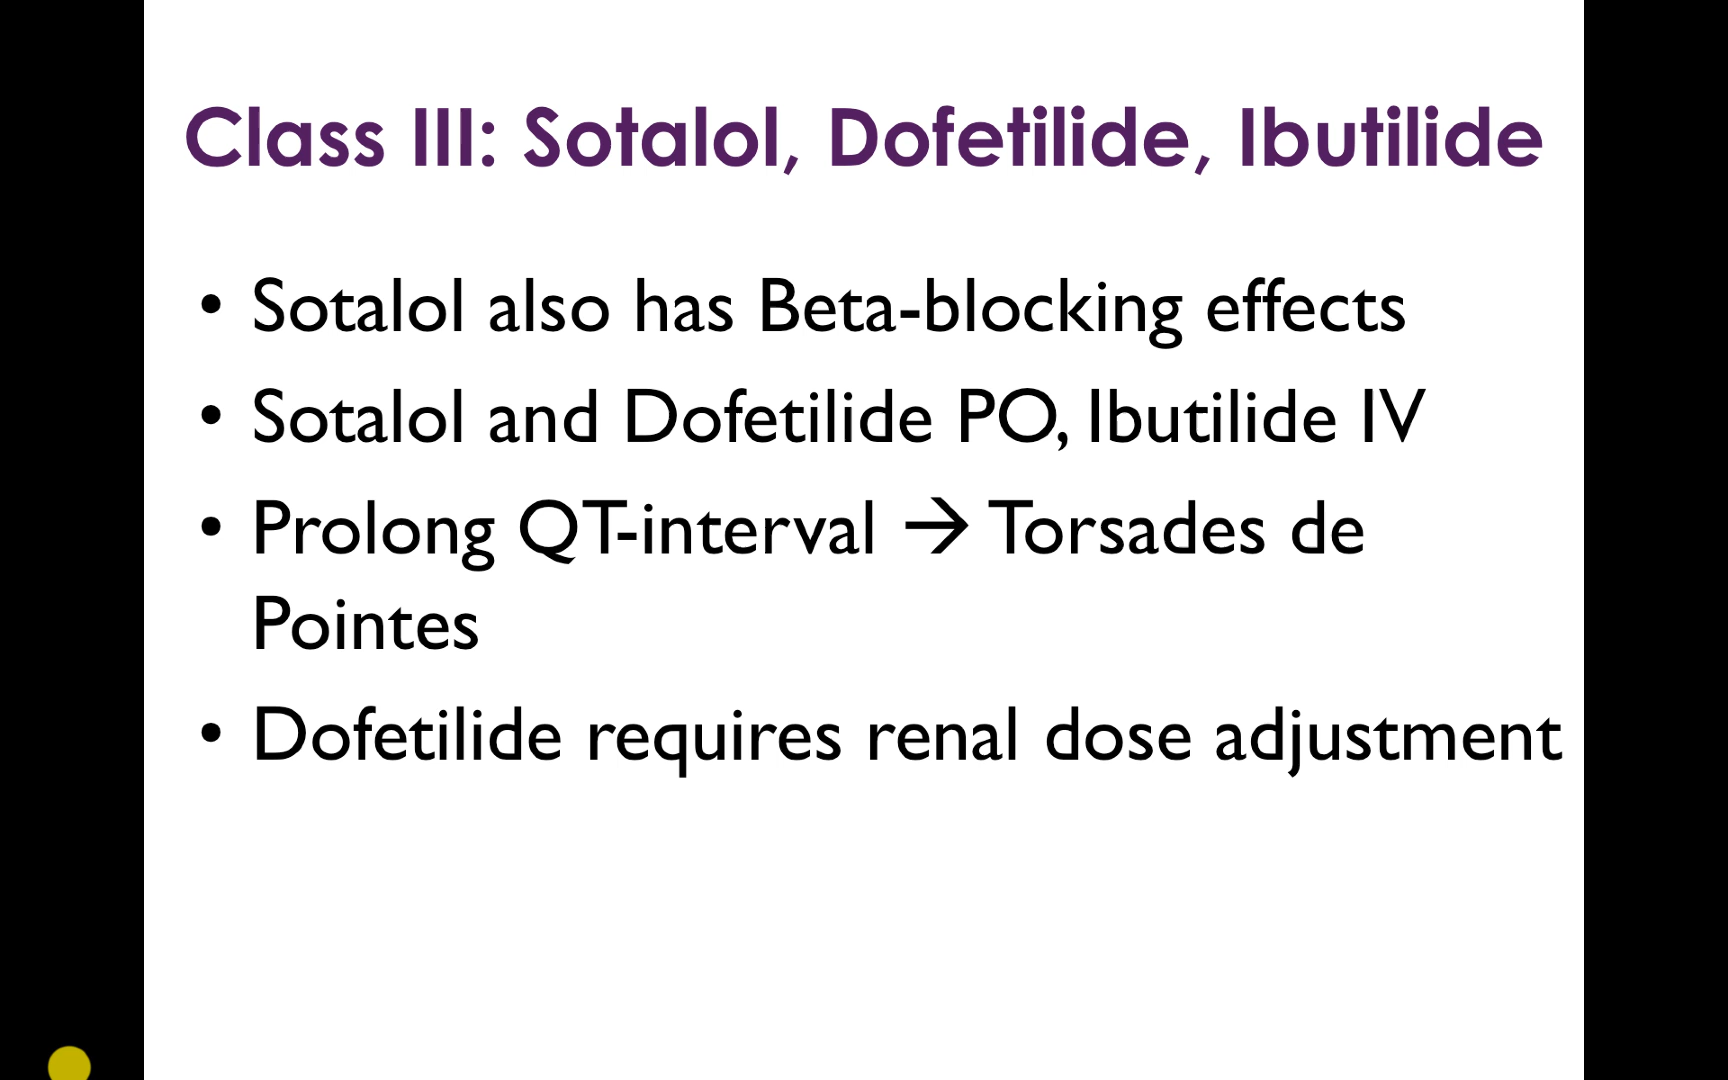 Class III: Sotalol, Dofetilide, Ibutilide
• Sotalol also has Beta-blocking effects
• Sotalol and Dofetilide PO, Ibutilide IV
• Prolong QT-interval → Torsades de
Pointes
• Dofetilide requires renal dose adjustment